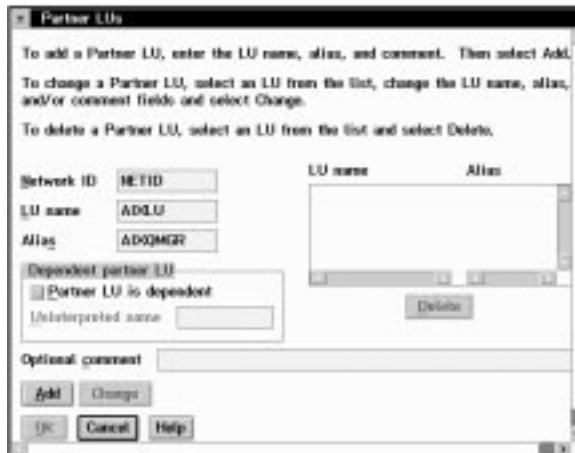 Partner LUs
To add a Partner LU, enter the LU name, alias, and comment. Then select Add.
To change a Partner LU, select an LU from the list, change the LU name, alias,
and/or comment fields and select Change.
To delete a Partner LU, select an LU from the list and select Delete.
LU name Alias
Network ID NETID
LU name AIXLU
Alias AIXQMGR
Dependent partner LU
Partner LU is dependent
Uninterpreted name
Delete
Optional comment
Add Change
OK Cancel Help